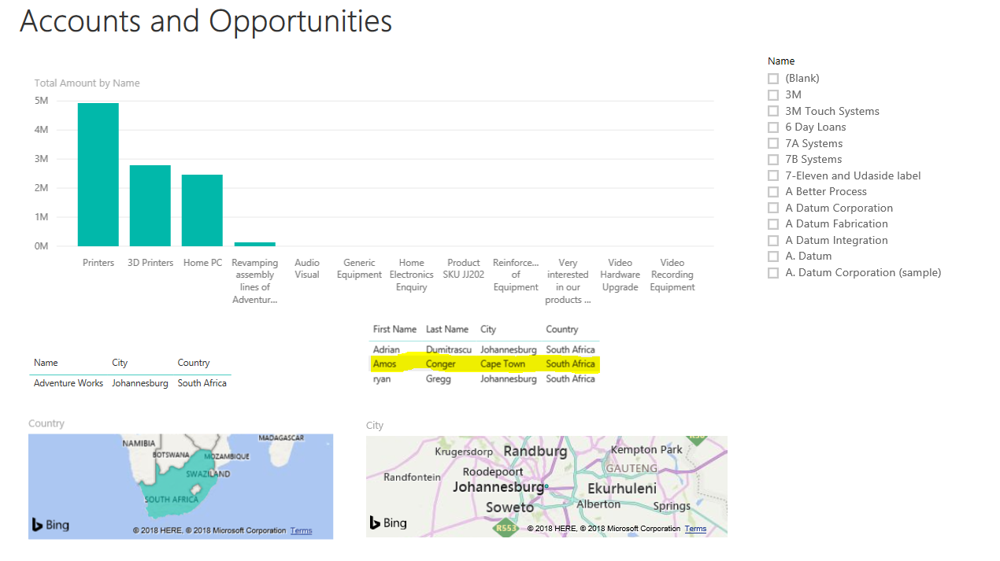 Accounts and Opportunities
Total Amount by Name
5M
4M
3M
2M
1M
0M
Printers
3D Printers
Home PC
Revamping
assembly
lines of
Adventur...
Audio
Visual
Generic
Equipment
Home
Electronics
Enquiry
Product
SKU JJ202
Reinforce...
of
Equipment
Very
interested
in our
products ...
Video
Hardware
Upgrade
Video
Recording
Equipment
Name
(Blank)
3M
3M Touch Systems
6 Day Loans
7A Systems
7B Systems
7-Eleven and Udaside label
A Better Process
A Datum Corporation
A Datum Fabrication
A Datum Integration
A. Datum
A. Datum Corporation (sample)
Name City Country
Adventure Works Johannesburg South Africa
First Name Last Name City Country
Adrian Dumitrascu Johannesburg South Africa
Amos Conger Cape Town South Africa
ryan Gregg Johannesburg South Africa
Country
NAMIBIA
BOTSWANA
MADAGASCAR
MOZAMBIQUE
SWAZILAND
SOUTH AFRICA
Bing
© 2018 HERE, © 2018 Microsoft Corporation Terms
City
Krugersdorp
Randburg
Kempton Park
GAUTENG
Randfontein
Roodepoort
Johannesburg
Ekurhuleni
Soweto
Alberton
Springs
R553
Bing
© 2018 HERE, © 2018 Microsoft Corporation Terms